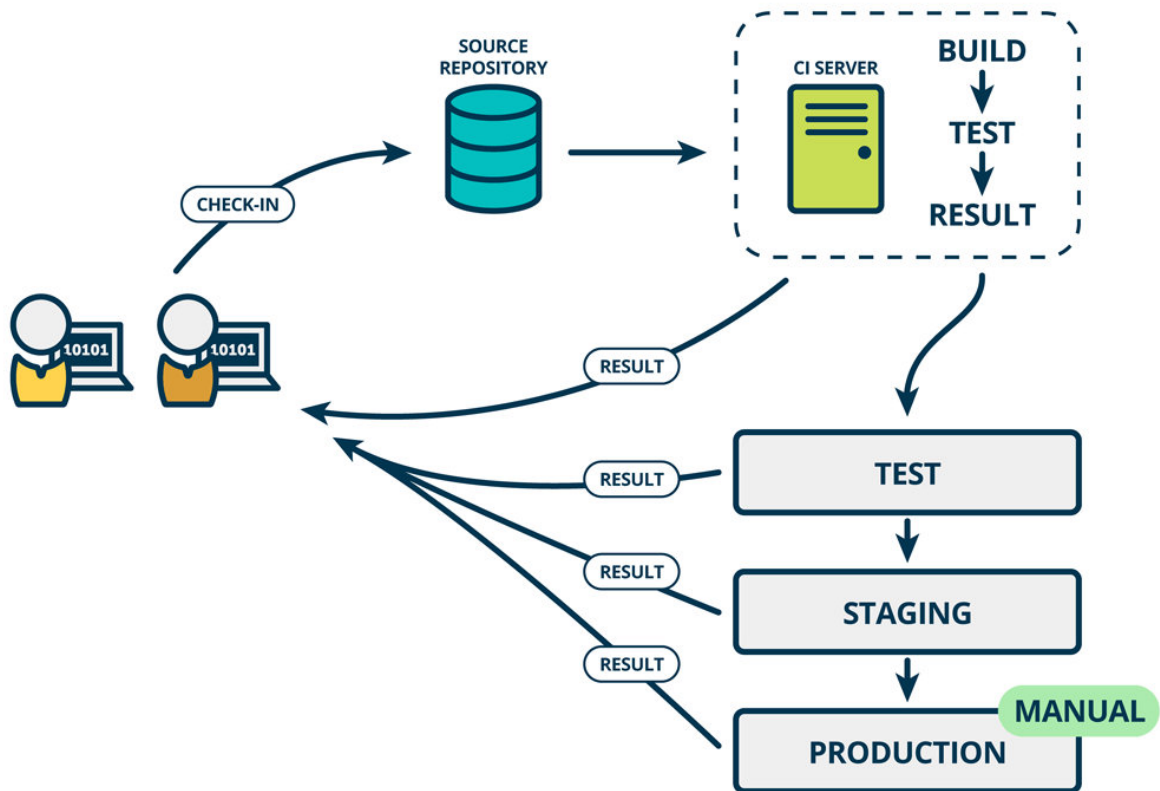 SOURCE
REPOSITORY
CI SERVER
BUILD
TEST
RESULT
CHECK-IN
10101
10101
RESULT
RESULT
TEST
RESULT
STAGING
RESULT
MANUAL
PRODUCTION